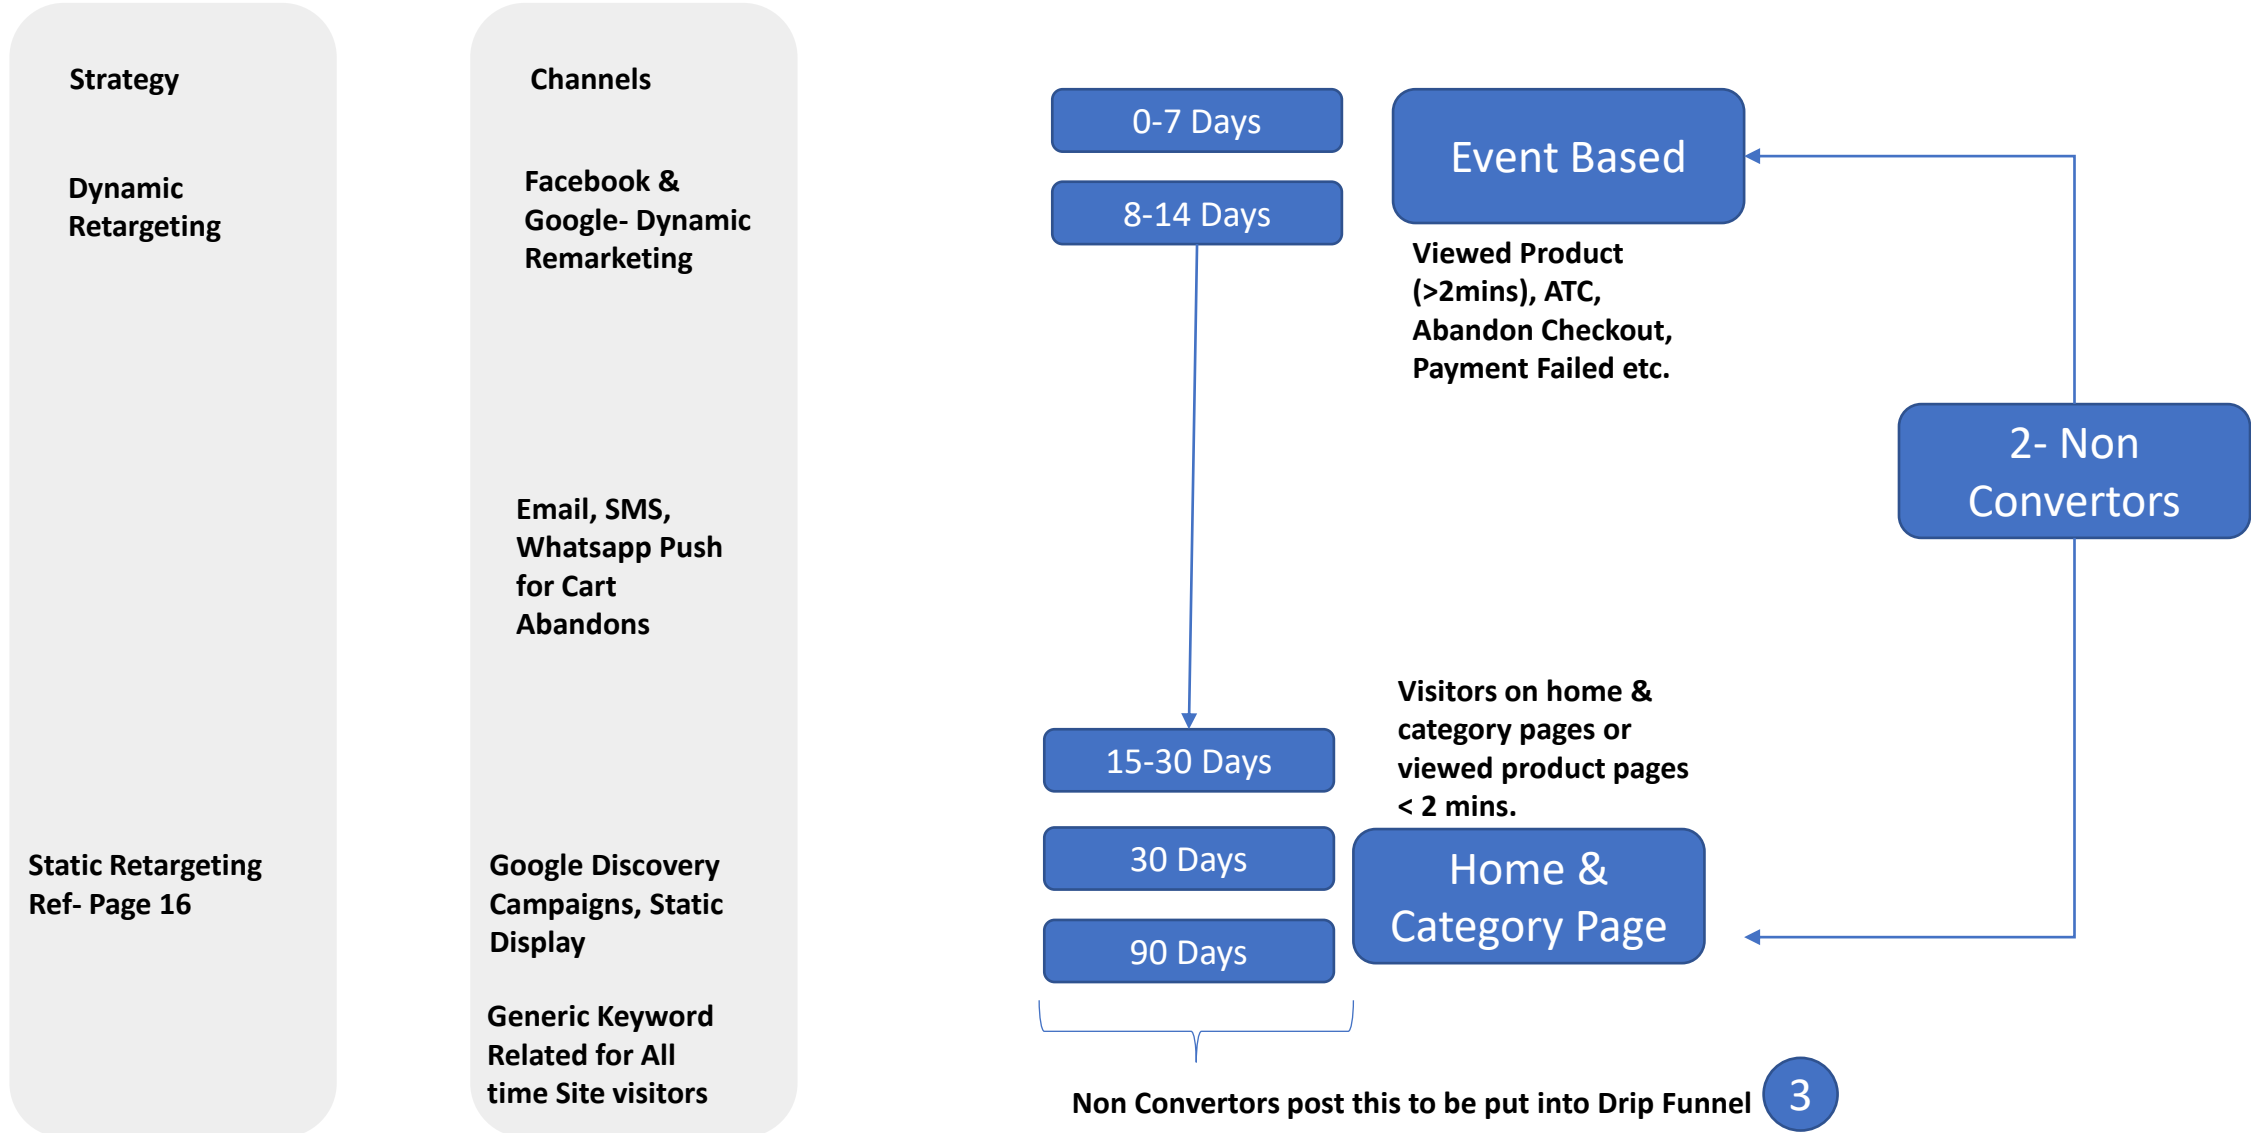 Strategy
Dynamic
Retargeting
Static Retargeting
Ref- Page 16
Channels
Facebook &
Google- Dynamic
Remarketing
Email, SMS,
Whatsapp Push
for Cart
Abandons
Google Discovery
Campaigns, Static
Display
Generic Keyword
Related for All
time Site visitors
0-7 Days
8-14 Days
15-30 Days
30 Days
90 Days
Event Based
Viewed Product
(>2mins), ATC,
Abandon Checkout,
Payment Failed etc.
Visitors on home &
category pages or
viewed product pages
< 2 mins.
Home &
Category Page
2- Non
Convertors
Non Convertors post this to be put into Drip Funnel
3